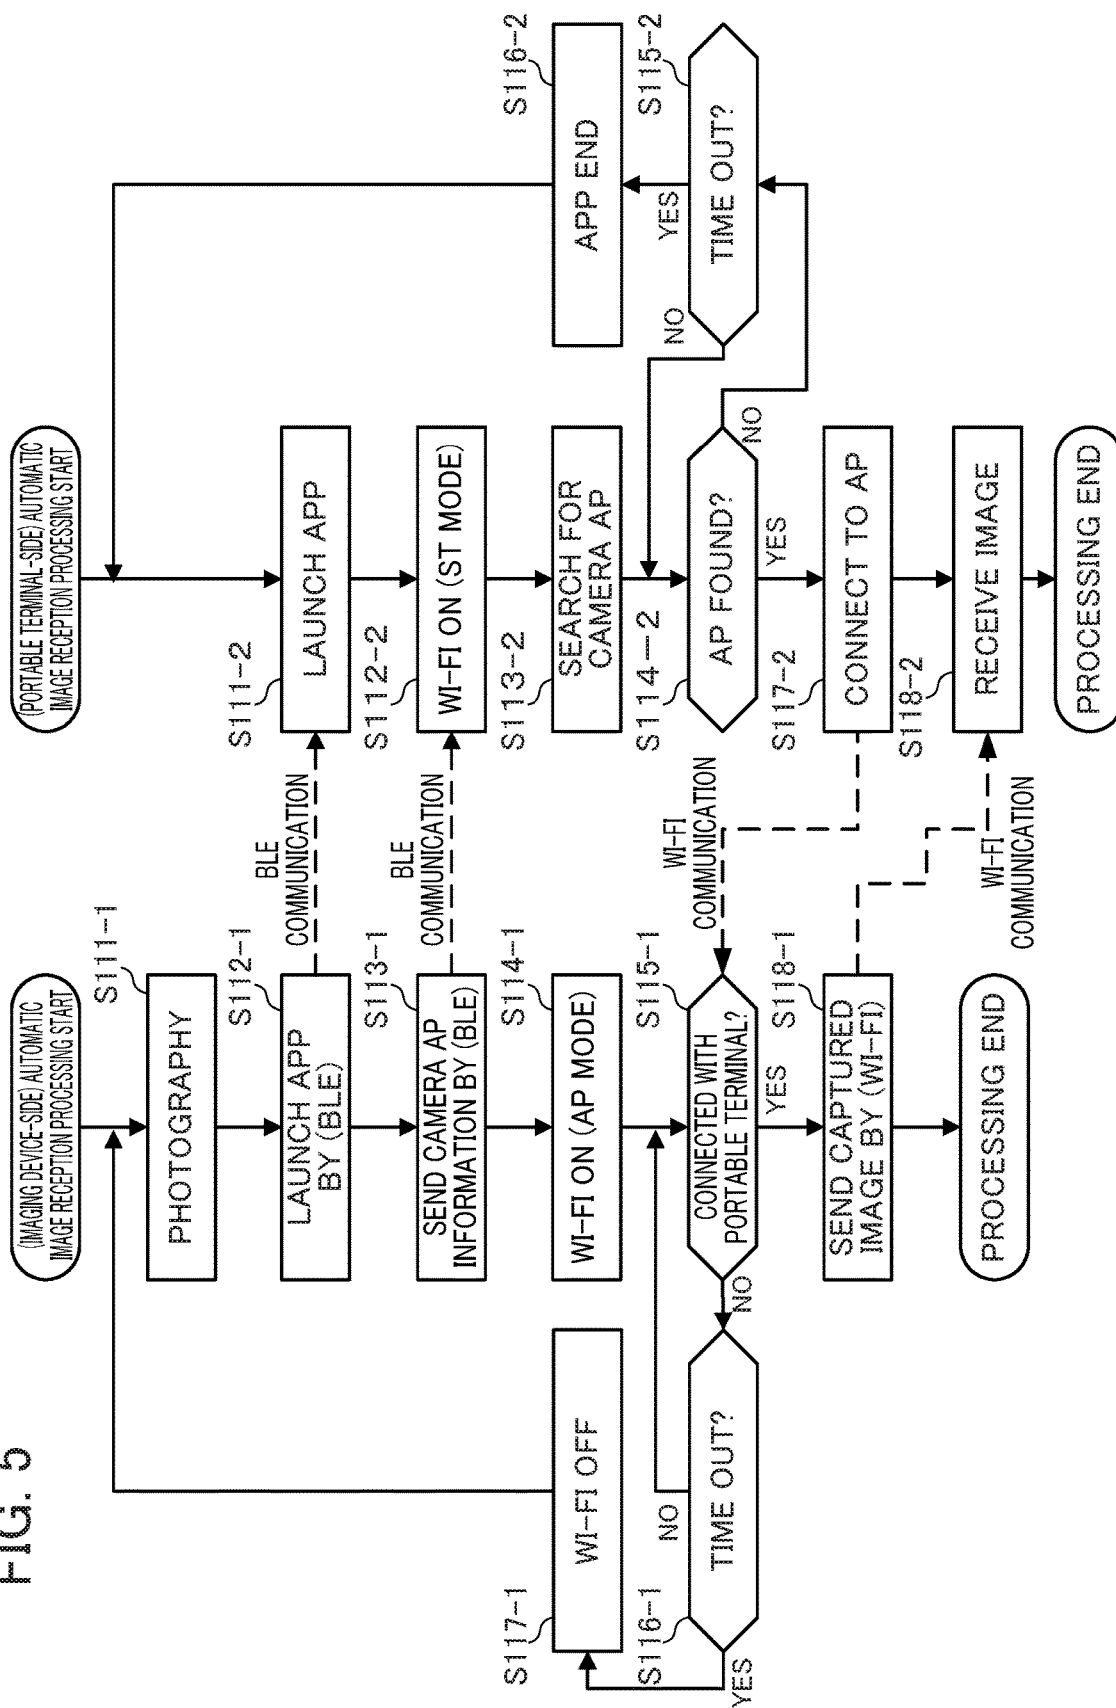 FIG. 5
(IMAGING DEVICE-SIDE) AUTOMATIC
IMAGE RECEPTION PROCESSING START
S111-1
PHOTOGRAPHY
S112-1
LAUNCH APP
BY (BLE)
S113-1
SEND CAMERA AP
INFORMATION BY (BLE)
S114-1
WI-FI ON (AP MODE)
S115-1
CONNECTED WITH
PORTABLE TERMINAL?
YES
NO
S116-1
TIME OUT?
NO
YES
S117-1
WI-FI OFF
S118-1
SEND CAPTURED
IMAGE BY (WI-FI)
PROCESSING END
BLE
COMMUNICATION
BLE
COMMUNICATION
WI-FI
COMMUNICATION
WI-FI
COMMUNICATION
(PORTABLE TERMINAL-SIDE) AUTOMATIC
IMAGE RECEPTION PROCESSING START
S111-2
LAUNCH APP
S112-2
WI-FI ON (ST MODE)
S113-2
SEARCH FOR
CAMERA AP
S114-2
AP FOUND?
YES
NO
S115-2
TIME OUT?
NO
YES
S116-2
APP END
S117-2
CONNECT TO AP
S118-2
RECEIVE IMAGE
PROCESSING END